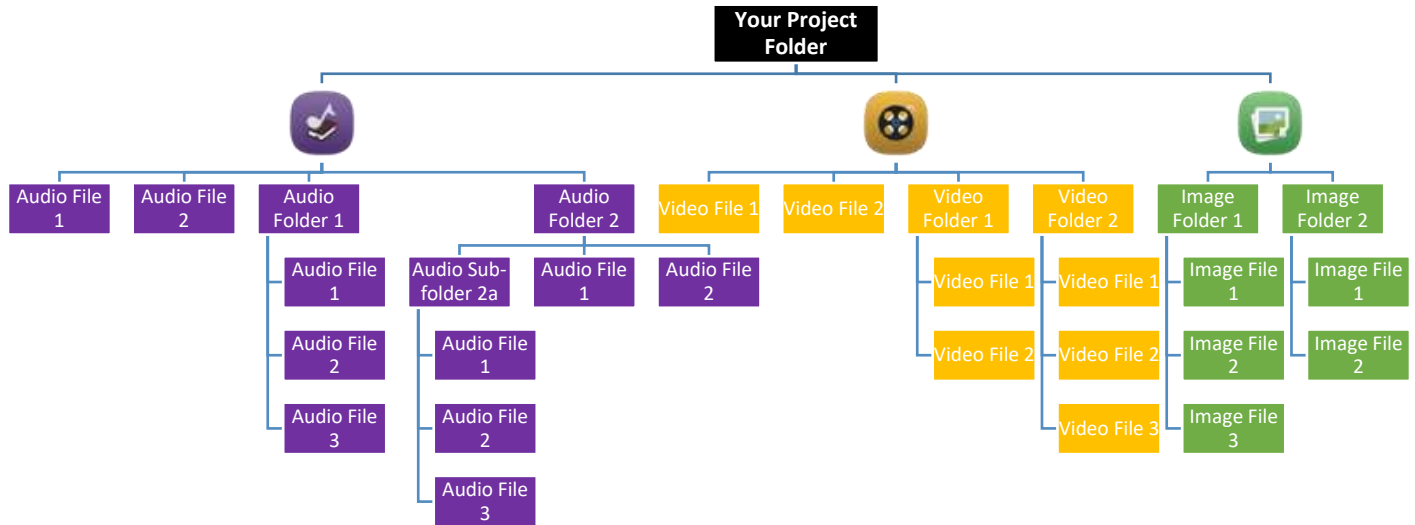 Your Project
Folder
Audio File
1
Audio File
2
Audio
Folder 1
Audio
Folder 2
Video File 1
Video File 2
Video
Folder 1
Video
Folder 2
Image
Folder 1
Image
Folder 2
Audio File
1
Audio Sub-
folder 2a
Audio File
1
Audio File
2
Video File 1
Video File 1
Image File
1
Image File
1
Audio File
2
Audio File
1
Video File 2
Video File 2
Image File
2
Image File
2
Audio File
3
Audio File
2
Video File 3
Image File
3
Audio File
3